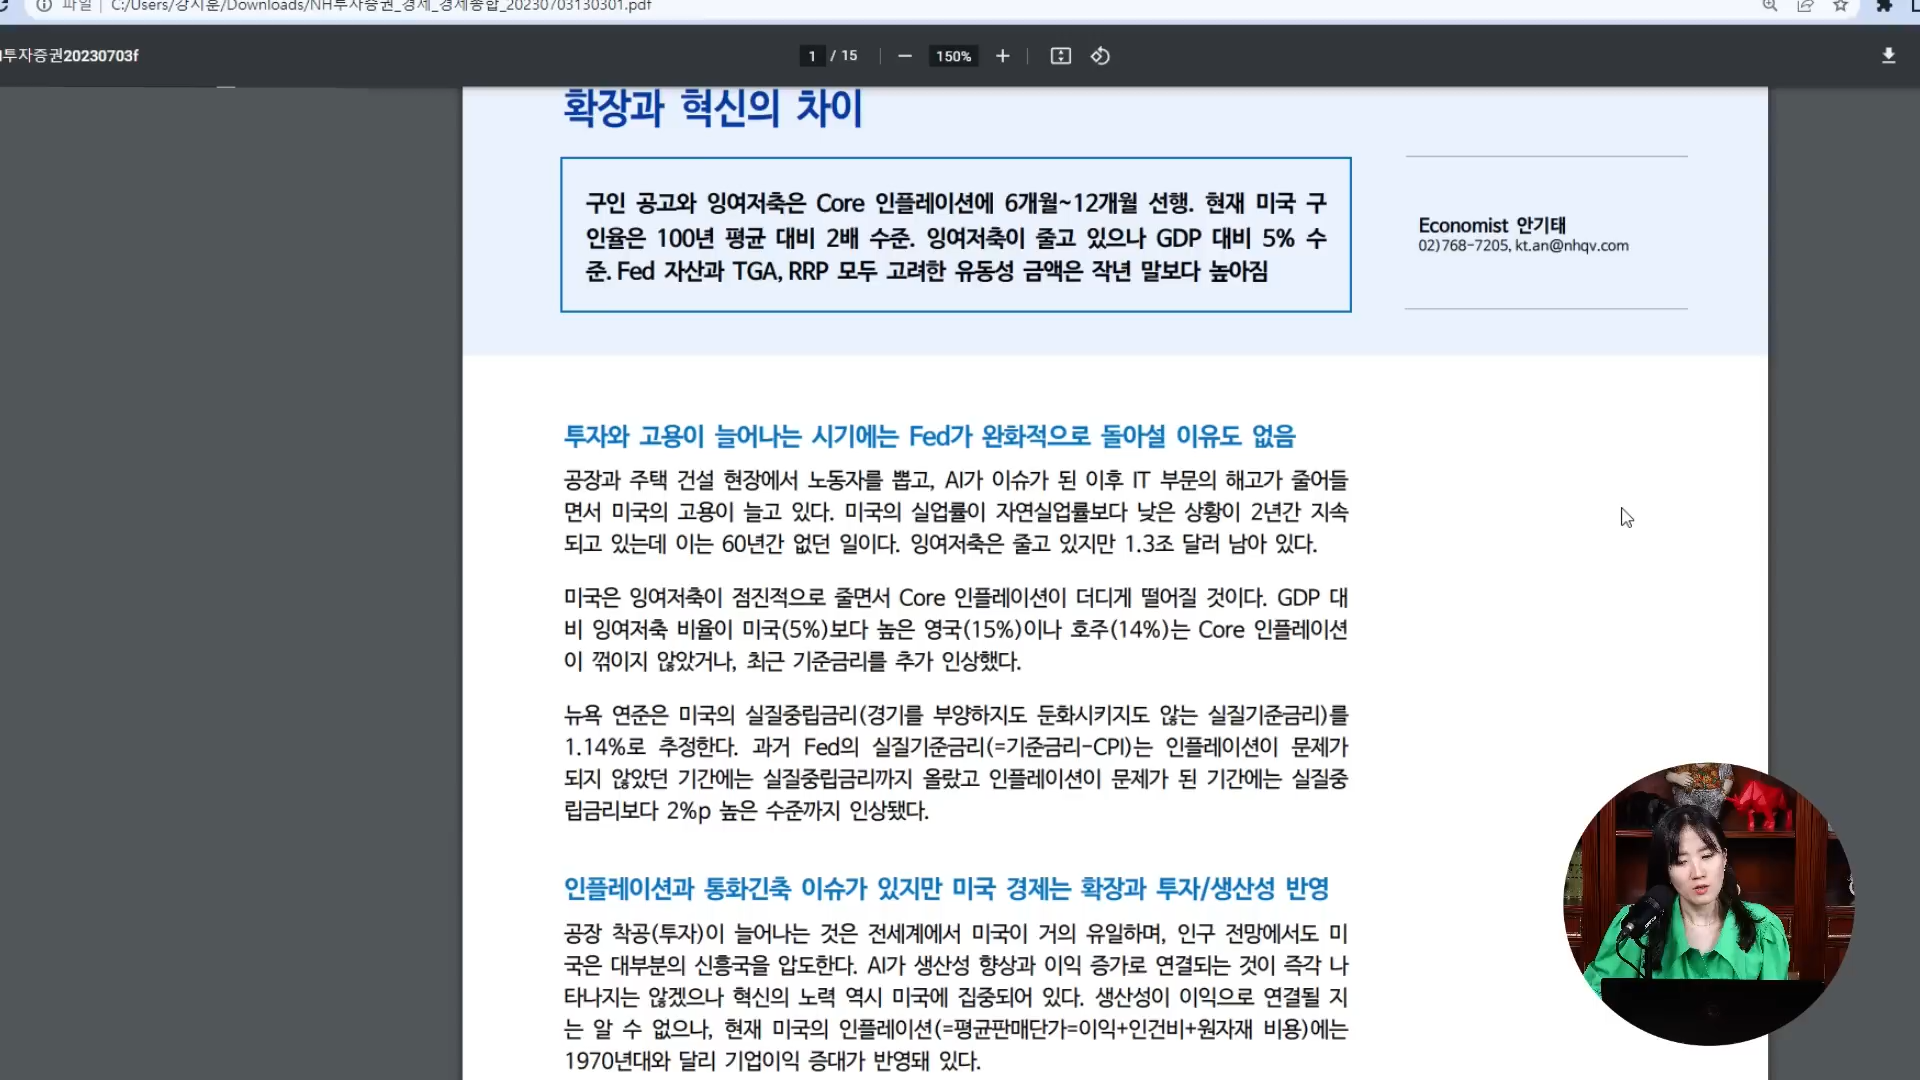 파일 | C:/Users/강지훈/Downloads/NH투자증권_경제_경제종합_20230703130301.pdf
투자증권20230703f
1 / 15
150%
확장과 혁신의 차이
구인 공고와 잉여저축은 Core 인플레이션에 6개월~12개월 선행. 현재 미국 구
인율은 100년 평균 대비 2배 수준. 잉여저축이 줄고 있으나 GDP 대비 5% 수
준. Fed 자산과 TGA, RRP 모두 고려한 유동성 금액은 작년 말보다 높아짐
Economist 안기태
02)768-7205, kt.an@nhqv.com
투자와 고용이 늘어나는 시기에는 Fed가 완화적으로 돌아설 이유도 없음
공장과 주택 건설 현장에서 노동자를 뽑고, AI가 이슈가 된 이후 IT 부문의 해고가 줄어들
면서 미국의 고용이 늘고 있다. 미국의 실업률이 자연실업률보다 낮은 상황이 2년간 지속
되고 있는데 이는 60년간 없던 일이다. 잉여저축은 줄고 있지만 1.3조 달러 남아 있다.
미국은 잉여저축이 점진적으로 줄면서 Core 인플레이션이 더디게 떨어질 것이다. GDP 대
비 잉여저축 비율이 미국(5%)보다 높은 영국(15%)이나 호주(14%)는 Core 인플레이션
이 꺾이지 않았거나, 최근 기준금리를 추가 인상했다.
뉴욕 연준은 미국의 실질중립금리(경기를 부양하지도 둔화시키지도 않는 실질기준금리)를
1.14%로 추정한다. 과거 Fed의 실질기준금리(=기준금리-CPI)는 인플레이션이 문제가
되지 않았던 기간에는 실질중립금리까지 올랐고 인플레이션이 문제가 된 기간에는 실질중
립금리보다 2%p 높은 수준까지 인상됐다.
인플레이션과 통화긴축 이슈가 있지만 미국 경제는 확장과 투자/생산성 반영
공장 착공(투자)이 늘어나는 것은 전세계에서 미국이 거의 유일하며, 인구 전망에서도 미
국은 대부분의 신흥국을 압도한다. AI가 생산성 향상과 이익 증가로 연결되는 것이 즉각 나
타나지는 않겠으나 혁신의 노력 역시 미국에 집중되어 있다. 생산성이 이익으로 연결될 지
는 알 수 없으나, 현재 미국의 인플레이션(=평균판매단가=이익+인건비+원자재 비용)에는
1970년대와 달리 기업이익 증대가 반영돼 있다.